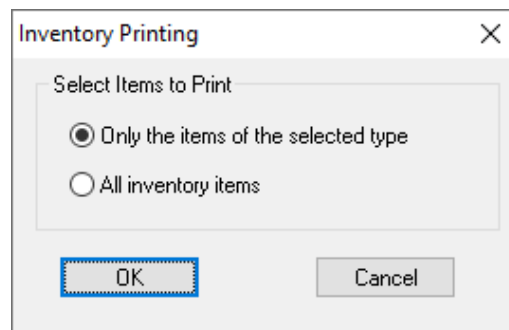 Inventory Printing
Select Items to Print
Only the items of the selected type
All inventory items
OK
Cancel